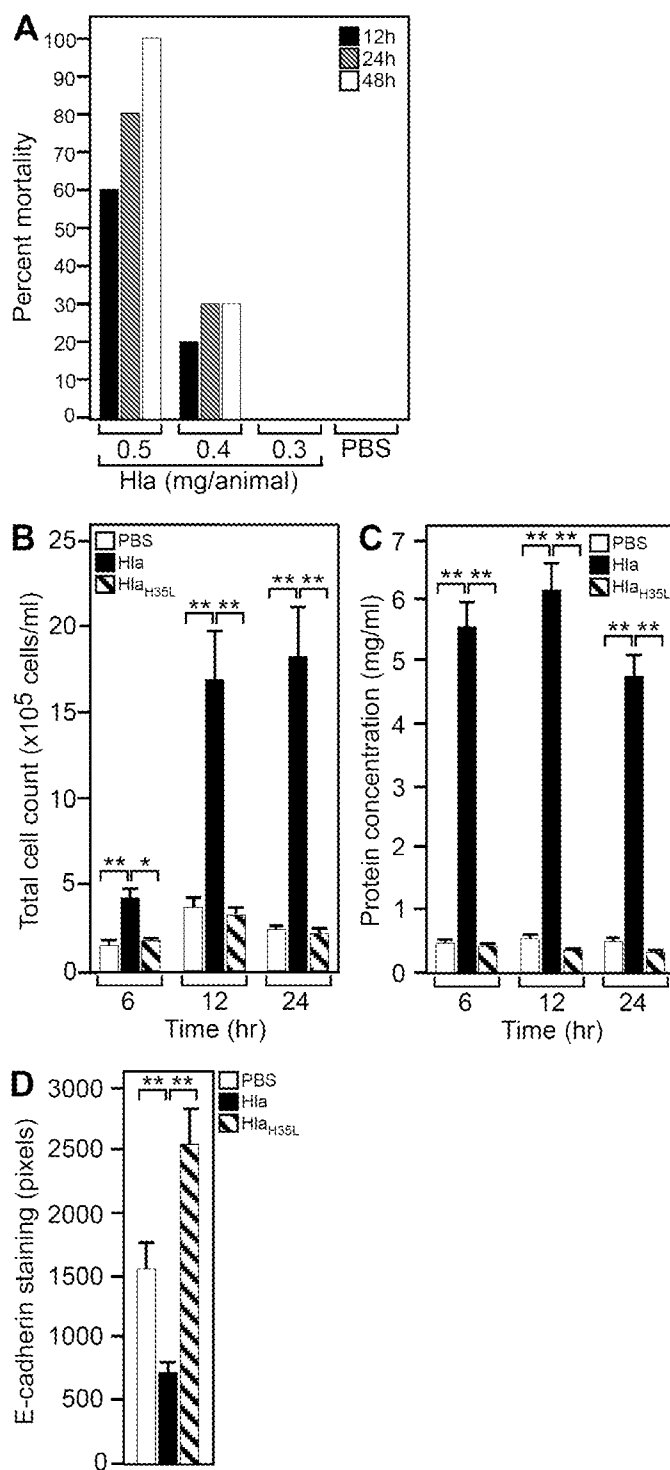 A
Percent mortality
100
90
80
70
60
50
40
30
20
10
0
12h
24h
48h
0.5 0.4 0.3 PBS
Hla (mg/animal)
B
Total cell count (x10⁵ cells/ml)
25
20
15
10
5
0
PBS
Hla
HlaH35L
** *
** **
** **
6 12 24
Time (hr)
C
Protein concentration (mg/ml)
7
6
5
4
3
2
1
0
PBS
Hla
HlaH35L
** **
** **
** **
6 12 24
Time (hr)
D
E-cadherin staining (pixels)
3000
2500
2000
1500
1000
500
0
** **
PBS
Hla
HlaH35L